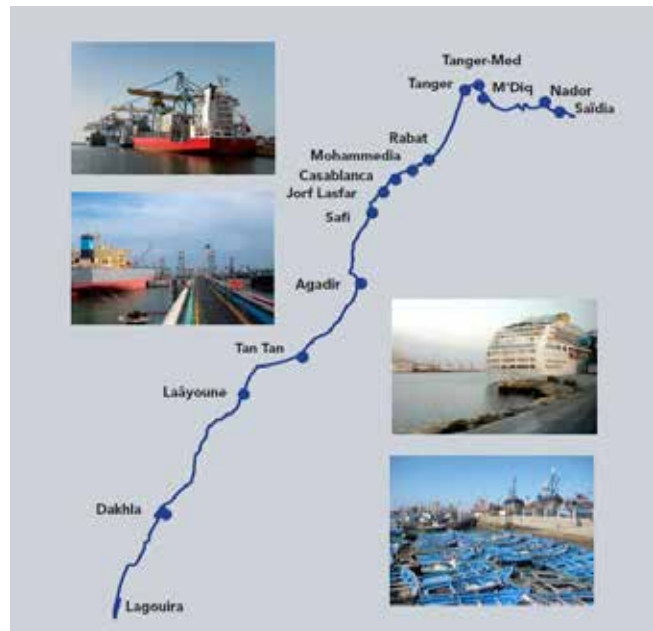 Tanger-Med
Tanger
M'Diq
Nador
Saïdia
Rabat
Mohammedia
Casablanca
Jorf Lasfar
Safi
Agadir
Tan Tan
Laâyoune
Dakhla
Lagouira